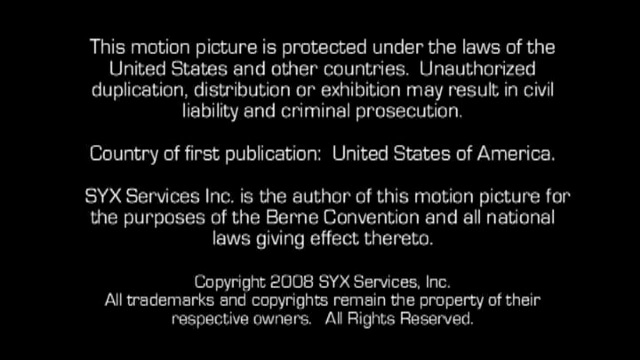 This motion picture is protected under the laws of the
United States and other countries.  Unauthorized
duplication, distribution or exhibition may result in civil
liability and criminal prosecution.
Country of first publication:  United States of America.
SYX Services Inc. is the author of this motion picture for
the purposes of the Berne Convention and all national
laws giving effect thereto.
Copyright 2008 SYX Services, Inc.
All trademarks and copyrights remain the property of their
respective owners.   All Rights Reserved.